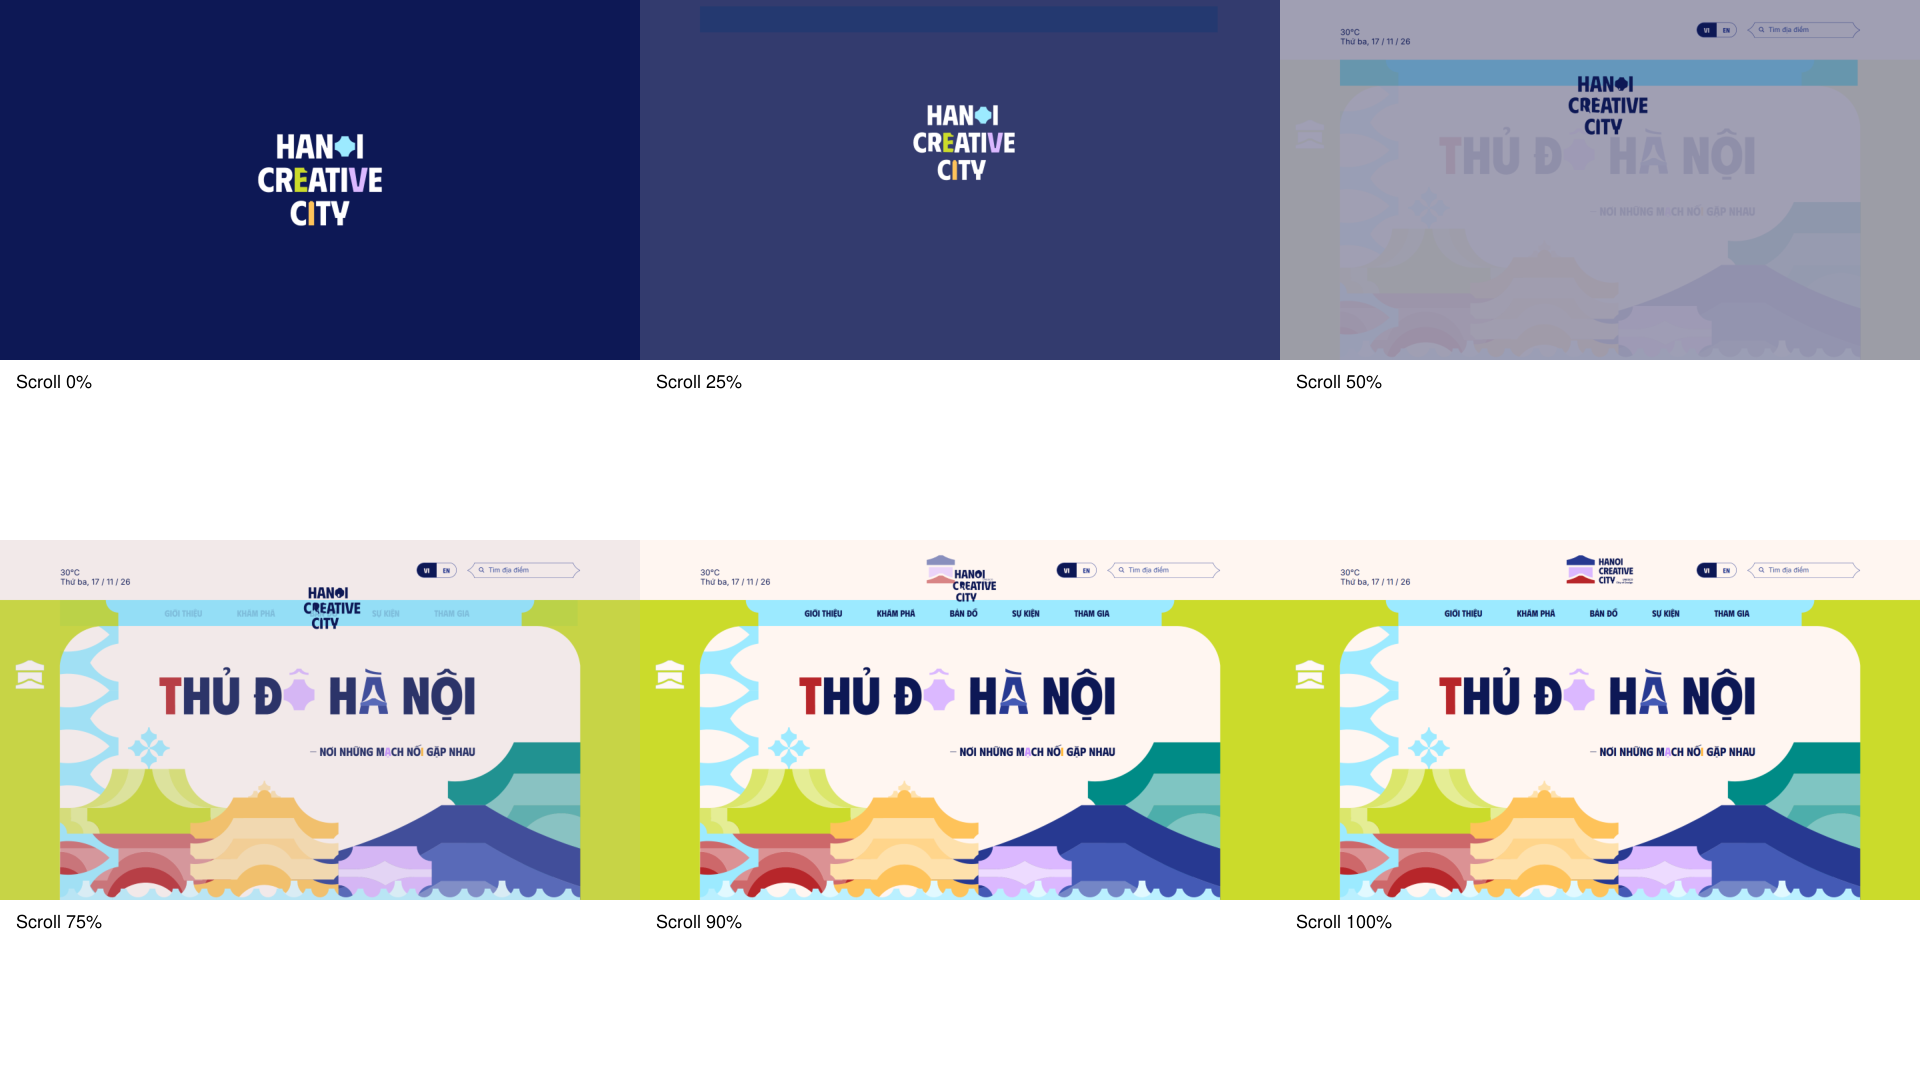 HANOI
CREATIVE
CITY
Scroll 0%
HANOI
CREATIVE
CITY
Scroll 25%
30°C
Thứ ba, 17 / 11 / 26
VI EN
Tìm địa điểm
HANOI
CREATIVE
CITY
THỦ ĐÔ HÀ NỘI
– NƠI NHỮNG MẠCH NỐI GẶP NHAU
Scroll 50%
30°C
Thứ ba, 17 / 11 / 26
VI EN
Tìm địa điểm
HANOI
CREATIVE
CITY
GIỚI THIỆU KHÁM PHÁ SỰ KIỆN THAM GIA
THỦ ĐÔ HÀ NỘI
– NƠI NHỮNG MẠCH NỐI GẶP NHAU
Scroll 75%
30°C
Thứ ba, 17 / 11 / 26
HANOI
CREATIVE
CITY
VI EN
Tìm địa điểm
GIỚI THIỆU KHÁM PHÁ BẢN ĐỒ SỰ KIỆN THAM GIA
THỦ ĐÔ HÀ NỘI
– NƠI NHỮNG MẠCH NỐI GẶP NHAU
Scroll 90%
30°C
Thứ ba, 17 / 11 / 26
HANOI
CREATIVE
CITY
VI EN
Tìm địa điểm
GIỚI THIỆU KHÁM PHÁ BẢN ĐỒ SỰ KIỆN THAM GIA
THỦ ĐÔ HÀ NỘI
– NƠI NHỮNG MẠCH NỐI GẶP NHAU
Scroll 100%